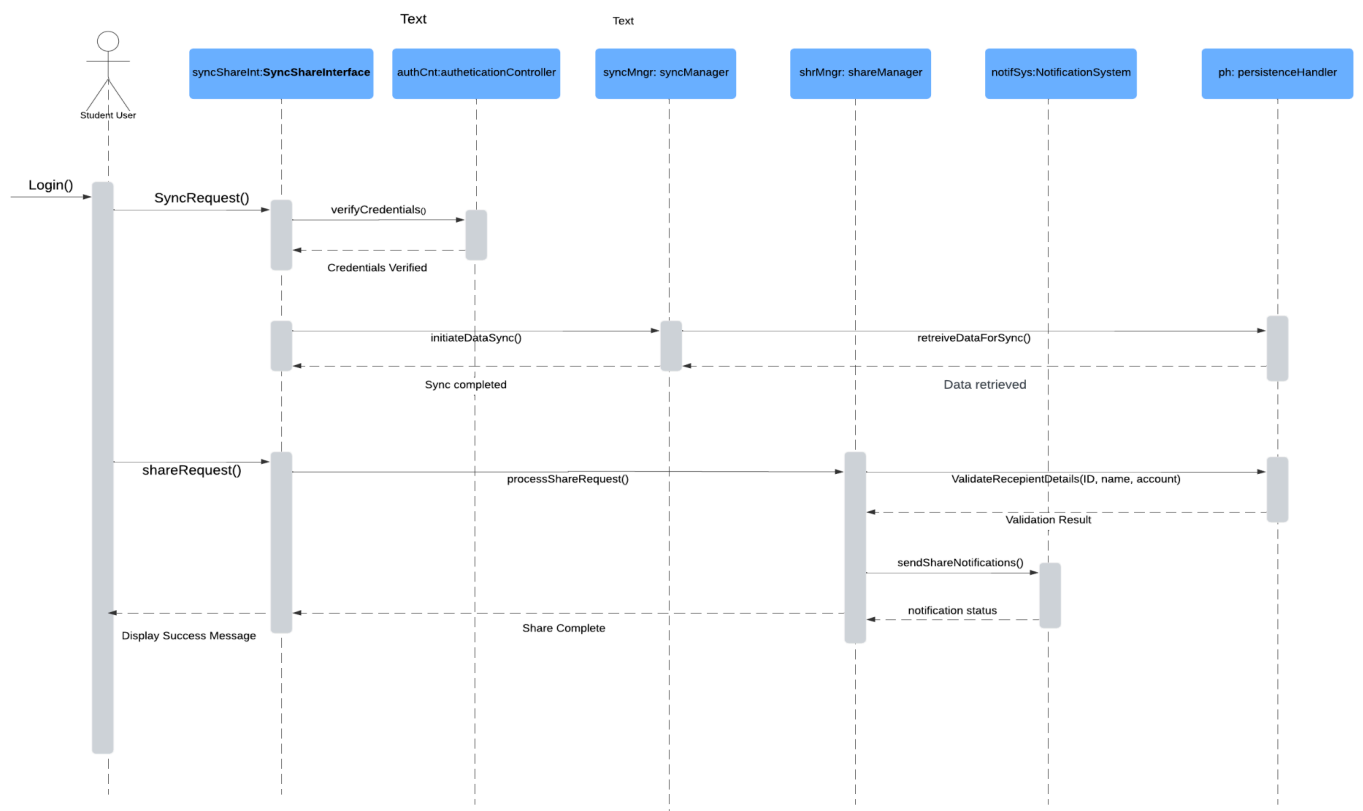 Text
Text
syncShareInt:SyncShareInterface
authCnt:autheticationController
syncMngr: syncManager
shrMngr: shareManager
notifSys:NotificationSystem
ph: persistenceHandler
Student User
Login()
SyncRequest()
verifyCredentials()
Credentials Verified
initiateDataSync()
retreiveDataForSync()
Sync completed
Data retrieved
shareRequest()
processShareRequest()
ValidateRecepientDetails(ID, name, account)
Validation Result
sendShareNotifications()
notification status
Share Complete
Display Success Message